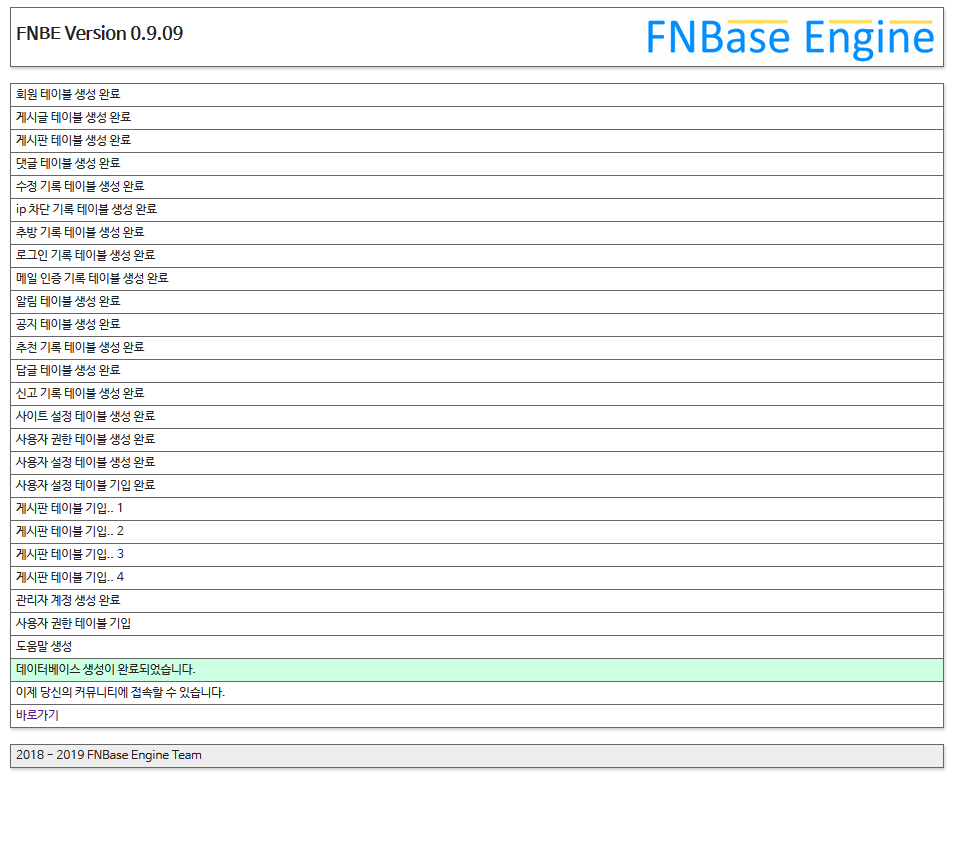 FNBE Version 0.9.09
FNBase Engine
회원 테이블 생성 완료
게시글 테이블 생성 완료
게시판 테이블 생성 완료
댓글 테이블 생성 완료
수정 기록 테이블 생성 완료
ip 차단 기록 테이블 생성 완료
추방 기록 테이블 생성 완료
로그인 기록 테이블 생성 완료
메일 인증 기록 테이블 생성 완료
알림 테이블 생성 완료
공지 테이블 생성 완료
추천 기록 테이블 생성 완료
답글 테이블 생성 완료
신고 기록 테이블 생성 완료
사이트 설정 테이블 생성 완료
사용자 권한 테이블 생성 완료
사용자 설정 테이블 생성 완료
사용자 설정 테이블 기입 완료
게시판 테이블 기입.. 1
게시판 테이블 기입.. 2
게시판 테이블 기입.. 3
게시판 테이블 기입.. 4
관리자 계정 생성 완료
사용자 권한 테이블 기입
도움말 생성
데이터베이스 생성이 완료되었습니다.
이제 당신의 커뮤니티에 접속할 수 있습니다.
바로가기
2018 - 2019 FNBase Engine Team